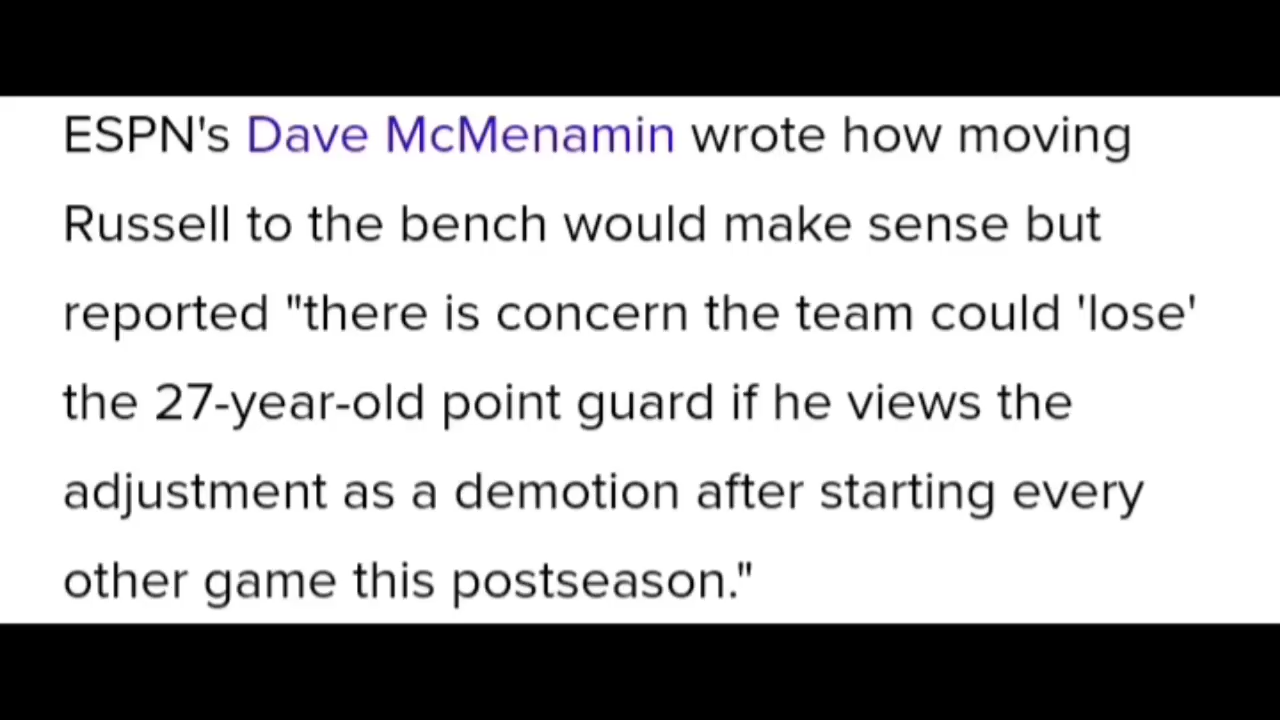 ESPN's Dave McMenamin wrote how moving
Russell to the bench would make sense but
reported "there is concern the team could 'lose'
the 27-year-old point guard if he views the
adjustment as a demotion after starting every
other game this postseason."